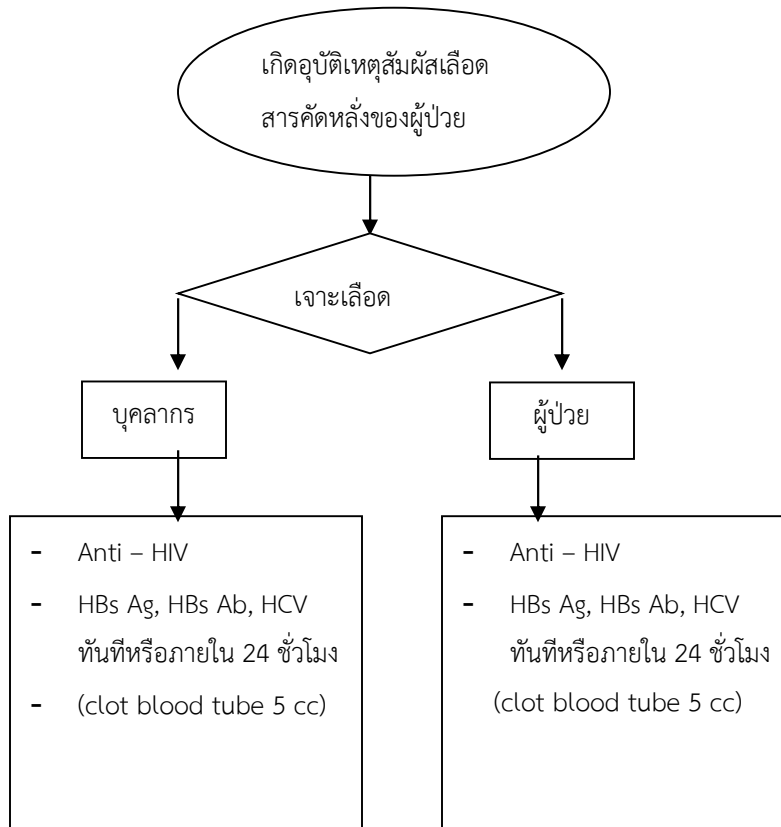 เกิดอุบัติเหตุสัมผัสเลือด
สารคัดหลั่งของผู้ป่วย
เจาะเลือด
บุคลากร
ผู้ป่วย
- Anti – HIV
- HBs Ag, HBs Ab, HCV
ทันทีหรือภายใน 24 ชั่วโมง
- (clot blood tube 5 cc)
- Anti – HIV
- HBs Ag, HBs Ab, HCV
ทันทีหรือภายใน 24 ชั่วโมง
(clot blood tube 5 cc)